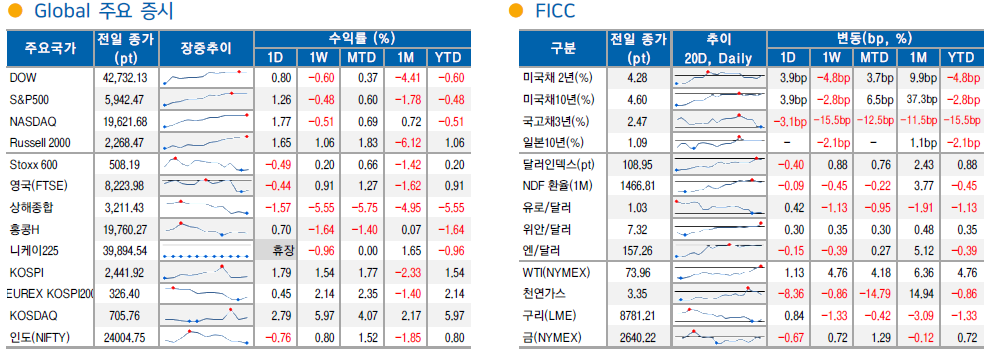 Global 주요 증시
주요국가 전일 종가 (pt) 장중추이 수익률 (%)
1D 1W MTD 1M YTD
DOW 42,732.13 0.80 −0.60 0.37 −4.41 −0.60
S&P500 5,942.47 1.26 −0.48 0.60 −1.78 −0.48
NASDAQ 19,621.68 1.77 −0.51 0.69 0.72 −0.51
Russell 2000 2,268.47 1.65 1.06 1.83 −6.12 1.06
Stoxx 600 508.19 −0.49 0.20 0.66 −1.42 0.20
영국(FTSE) 8,223.98 −0.44 0.91 1.27 −1.62 0.91
상해종합 3,211.43 −1.57 −5.55 −5.75 −4.95 −5.55
홍콩H 19,760.27 0.70 −1.64 −1.40 0.07 −1.64
니케이225 39,894.54 휴장 −0.96 0.00 1.65 −0.96
KOSPI 2,441.92 1.79 1.54 1.77 −2.33 1.54
EUREX KOSPI200 326.40 0.45 2.14 2.35 −1.40 2.14
KOSDAQ 705.76 2.79 5.97 4.07 2.17 5.97
인도(NIFTY) 24004.75 −0.76 0.80 1.52 −1.85 0.80
FICC
구분 전일 종가 (pt) 추이 20D, Daily 변동(bp, %)
1D 1W MTD 1M YTD
미국채 2년(%) 4.28 3.9bp −4.8bp 3.7bp 9.9bp −4.8bp
미국채10년(%) 4.60 3.9bp −2.8bp 6.5bp 37.3bp −2.8bp
국고채3년(%) 2.47 −3.1bp −15.5bp −12.5bp −11.5bp −15.5bp
일본10년(%) 1.09 − −2.1bp − 1.1bp −2.1bp
달러인덱스(pt) 108.95 −0.40 0.88 0.76 2.43 0.88
NDF 환율(1M) 1466.81 −0.09 −0.45 −0.22 3.77 −0.45
유로/달러 1.03 0.42 −1.13 −0.95 −1.91 −1.13
위안/달러 7.32 0.30 0.35 0.30 0.48 0.35
엔/달러 157.26 −0.15 −0.39 0.27 5.12 −0.39
WTI(NYMEX) 73.96 1.13 4.76 4.18 6.36 4.76
천연가스 3.35 −8.36 −0.86 −14.79 14.94 −0.86
구리(LME) 8781.21 0.84 −1.33 −0.42 −3.09 −1.33
금(NYMEX) 2640.22 −0.67 0.72 1.29 −0.12 0.72